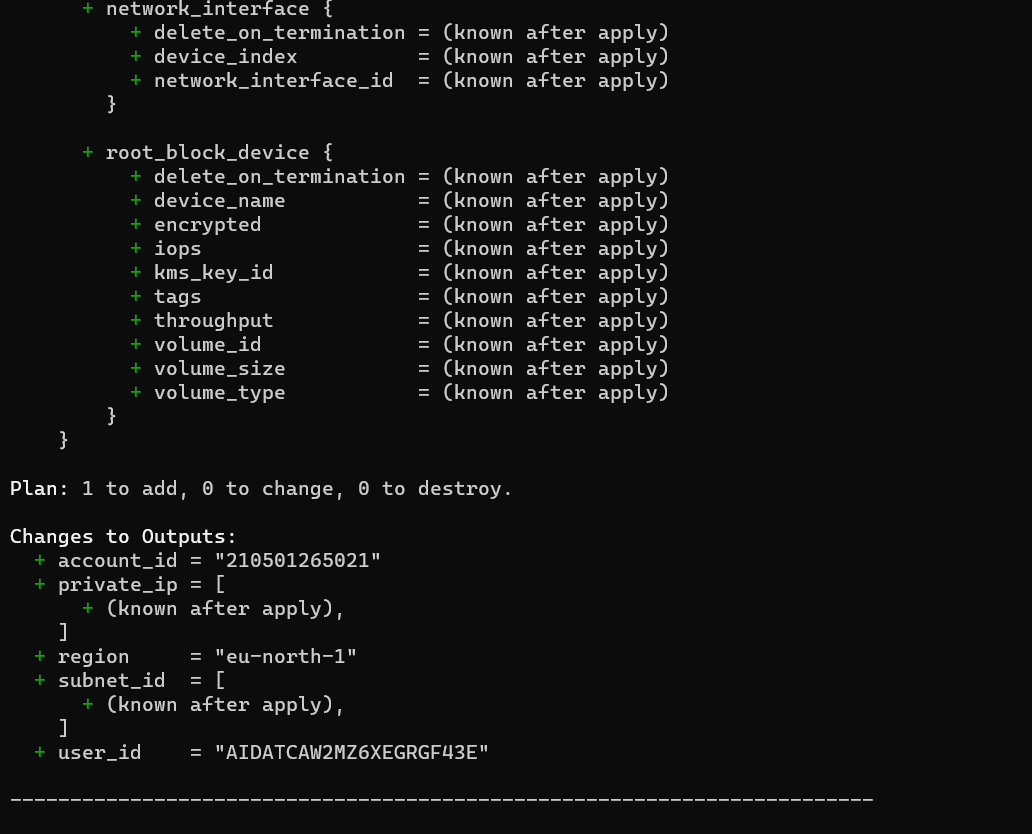 + network_interface {
+ delete_on_termination = (known after apply)
+ device_index = (known after apply)
+ network_interface_id = (known after apply)
}
+ root_block_device {
+ delete_on_termination = (known after apply)
+ device_name = (known after apply)
+ encrypted = (known after apply)
+ iops = (known after apply)
+ kms_key_id = (known after apply)
+ tags = (known after apply)
+ throughput = (known after apply)
+ volume_id = (known after apply)
+ volume_size = (known after apply)
+ volume_type = (known after apply)
}
}
Plan: 1 to add, 0 to change, 0 to destroy.
Changes to Outputs:
+ account_id = "210501265021"
+ private_ip = [
+ (known after apply),
]
+ region = "eu-north-1"
+ subnet_id = [
+ (known after apply),
]
+ user_id = "AIDATCAW2MZ6XEGRGF43E"
------------------------------------------------------------------------